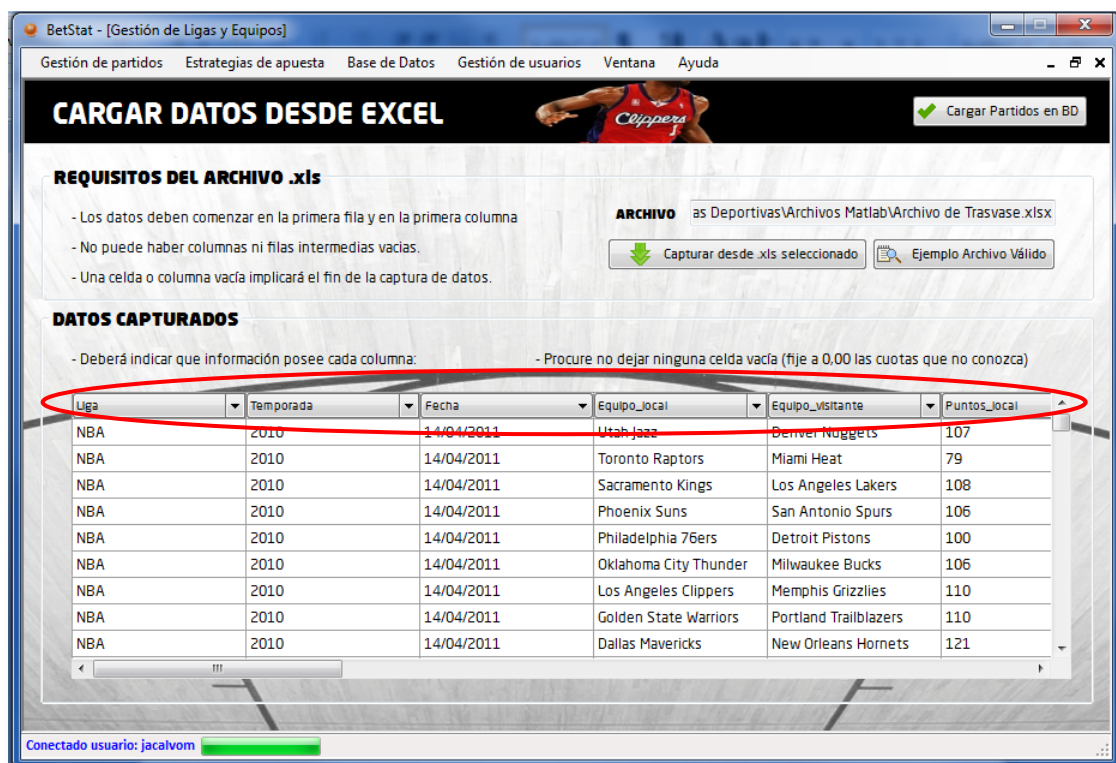 BetStat - [Gestión de Ligas y Equipos]
Gestión de partidos Estrategias de apuesta Base de Datos Gestión de usuarios Ventana Ayuda
CARGAR DATOS DESDE EXCEL
Clippers
Cargar Partidos en BD
REQUISITOS DEL ARCHIVO .xls
- Los datos deben comenzar en la primera fila y en la primera columna
- No puede haber columnas ni filas intermedias vacias.
- Una celda o columna vacía implicará el fin de la captura de datos.
ARCHIVO as Deportivas\Archivos Matlab\Archivo de Trasvase.xlsx
Capturar desde .xls seleccionado Ejemplo Archivo Válido
DATOS CAPTURADOS
- Deberá indicar que información posee cada columna: - Procure no dejar ninguna celda vacía (fije a 0,00 las cuotas que no conozca)
Liga Temporada Fecha Equipo_local Equipo_visitante Puntos_local
NBA 2010 14/04/2011 Utah Jazz Denver Nuggets 107
NBA 2010 14/04/2011 Toronto Raptors Miami Heat 79
NBA 2010 14/04/2011 Sacramento Kings Los Angeles Lakers 108
NBA 2010 14/04/2011 Phoenix Suns San Antonio Spurs 106
NBA 2010 14/04/2011 Philadelphia 76ers Detroit Pistons 100
NBA 2010 14/04/2011 Oklahoma City Thunder Milwaukee Bucks 106
NBA 2010 14/04/2011 Los Angeles Clippers Memphis Grizzlies 110
NBA 2010 14/04/2011 Golden State Warriors Portland Trailblazers 110
NBA 2010 14/04/2011 Dallas Mavericks New Orleans Hornets 121
Conectado usuario: jacalvom